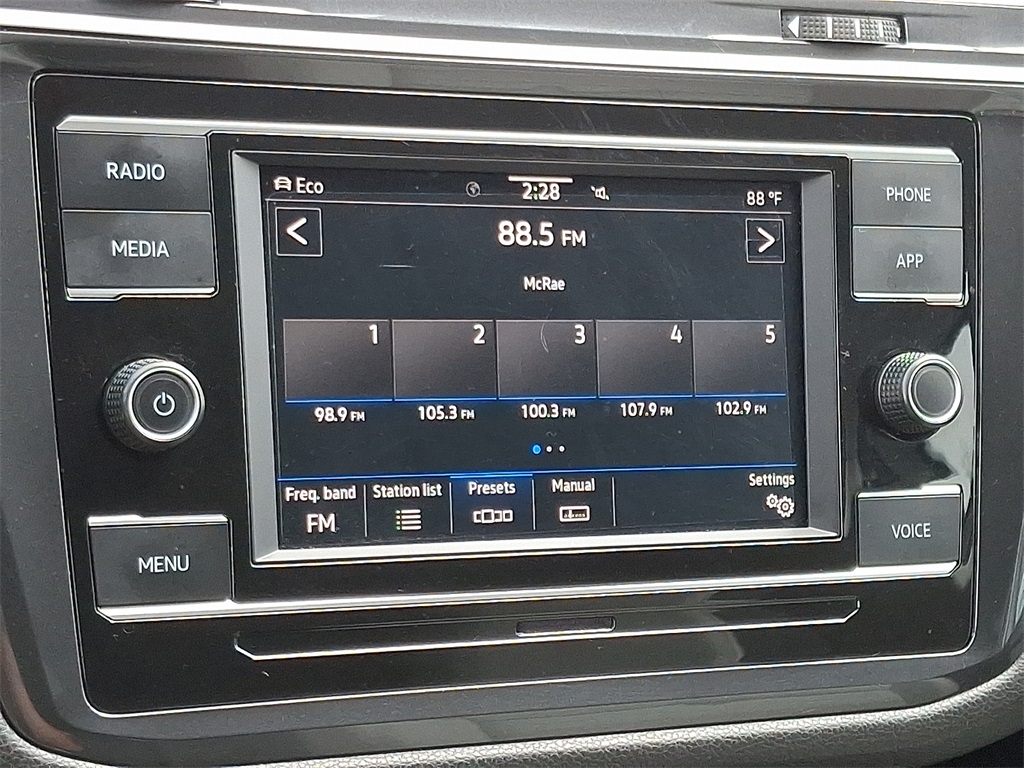 RADIO
MEDIA
MENU
Eco
2:28
88 °F
<
88.5 FM
>
McRae
1 2 3 4 5
98.9 FM 105.3 FM 100.3 FM 107.9 FM 102.9 FM
Freq. band Station list Presets Manual Settings
FM
PHONE
APP
VOICE